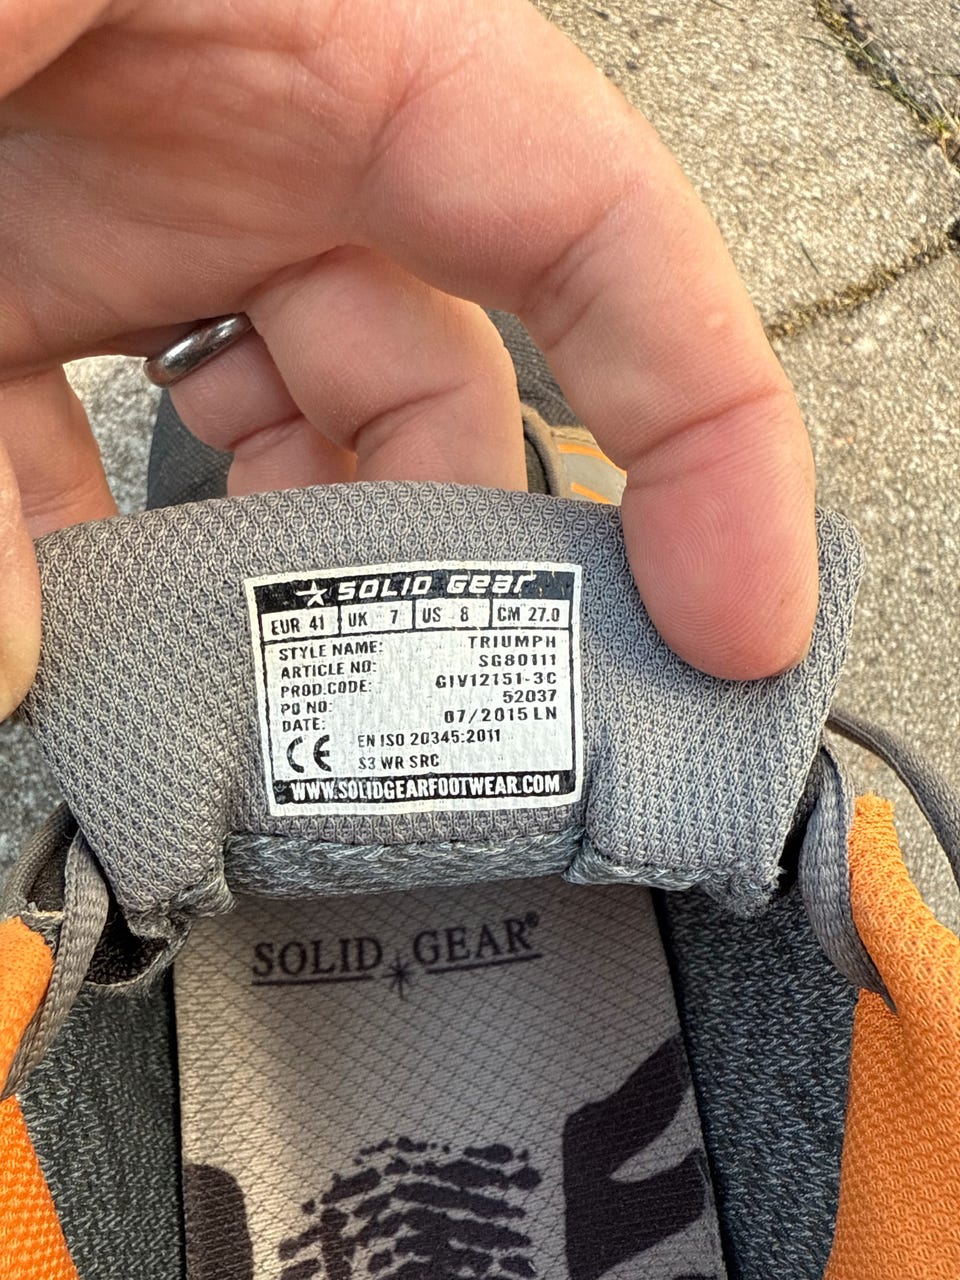 SOLID GEAR
EUR 41 UK 7 US 8 CM 27.0
STYLE NAME: TRIUMPH
ARTICLE NO: SG80111
PROD.CODE: GIV12151-3C
PO NO: 52037
DATE: 07/2015 LN
CE EN ISO 20345:2011
S3 WR SRC
WWW.SOLIDGEARFOOTWEAR.COM
SOLID GEAR®